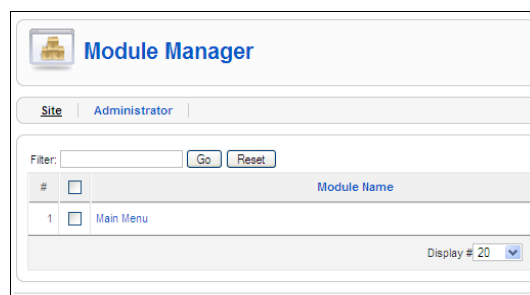 Module Manager
Site Administrator
Filter: Go Reset
# Module Name
1 Main Menu
Display # 20